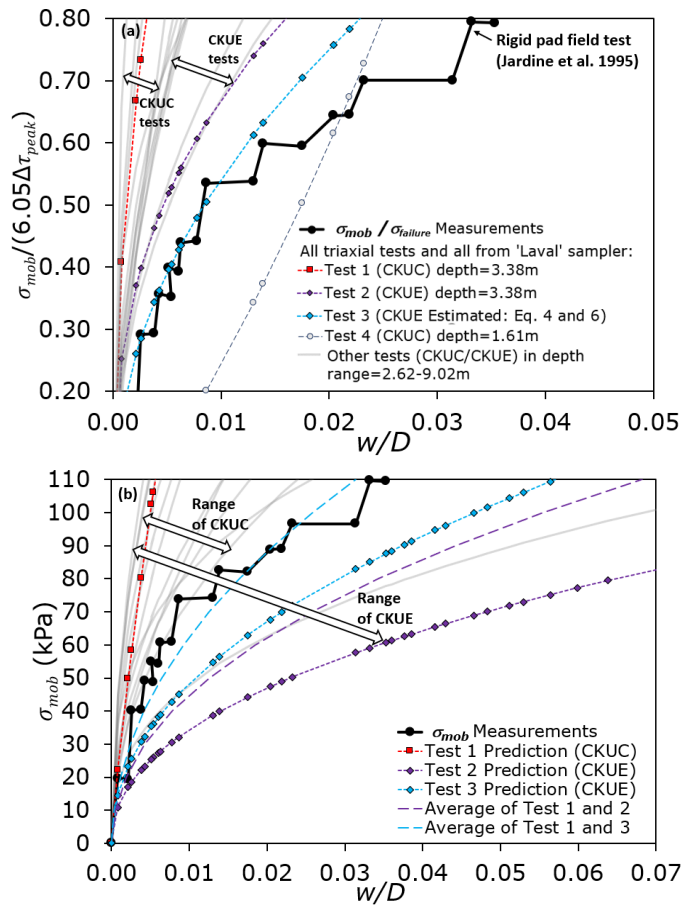 0.80
(a)
CKUE
tests
Rigid pad field test
(Jardine et al. 1995)
0.70
CKUC
tests
0.60
σmob/(6.05Δτpeak)
0.50
σmob / σfailure Measurements
All triaxial tests and all from 'Laval' sampler:
0.40
Test 1 (CKUC) depth=3.38m
Test 2 (CKUE) depth=3.38m
Test 3 (CKUE Estimated: Eq. 4 and 6)
0.30
Test 4 (CKUC) depth=1.61m
Other tests (CKUC/CKUE) in depth
range=2.62-9.02m
0.20
0.00 0.01 0.02 0.03 0.04 0.05
w/D
110
(b)
100
Range
of CKUC
90
80
70
Range
of CKUE
60
σmob (kPa)
50
40
30
σmob Measurements
Test 1 Prediction (CKUC)
20
Test 2 Prediction (CKUE)
Test 3 Prediction (CKUE)
10
Average of Test 1 and 2
Average of Test 1 and 3
0
0.00 0.01 0.02 0.03 0.04 0.05 0.06 0.07
w/D